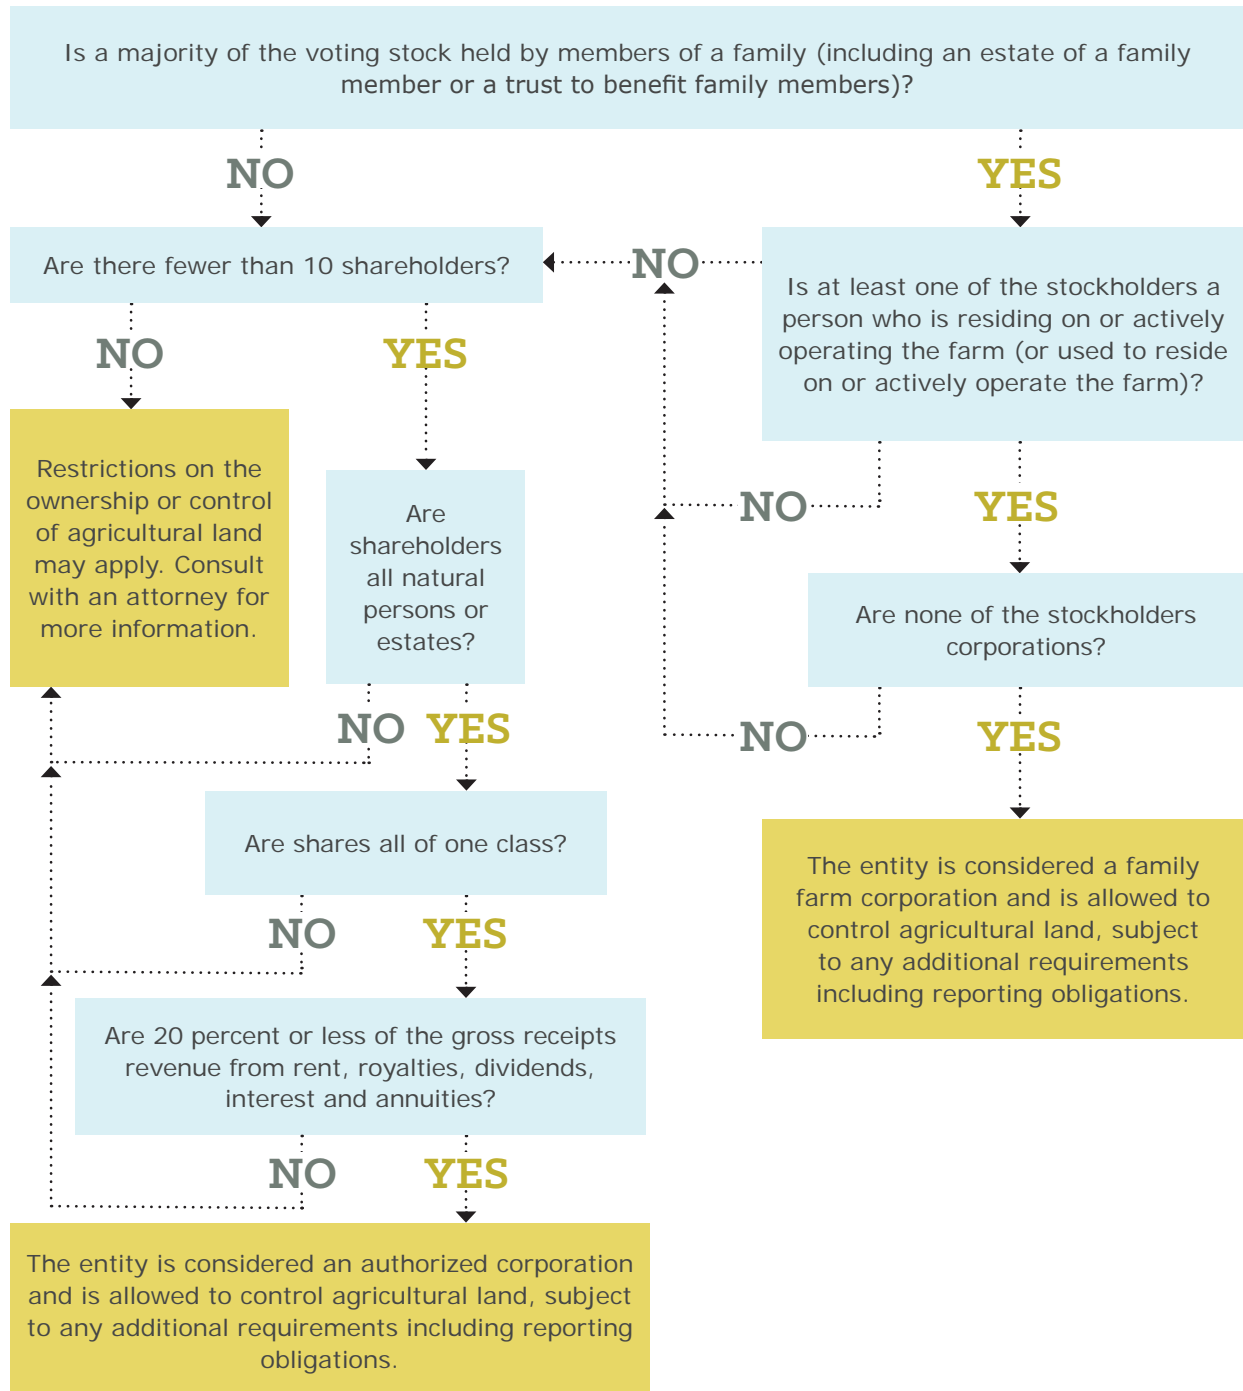 Is a majority of the voting stock held by members of a family (including an estate of a family
member or a trust to benefit family members)?
NO
YES
Are there fewer than 10 shareholders?
NO
Is at least one of the stockholders a
person who is residing on or actively
operating the farm (or used to reside
on or actively operate the farm)?
NO
YES
Restrictions on the
ownership or control
of agricultural land
may apply. Consult
with an attorney for
more information.
Are
shareholders
all natural
persons or
estates?
NO
YES
Are none of the stockholders
corporations?
NO
YES
NO
YES
Are shares all of one class?
The entity is considered a family
farm corporation and is allowed to
control agricultural land, subject
to any additional requirements
including reporting obligations.
NO
YES
Are 20 percent or less of the gross receipts
revenue from rent, royalties, dividends,
interest and annuities?
NO
YES
The entity is considered an authorized corporation
and is allowed to control agricultural land, subject
to any additional requirements including reporting
obligations.